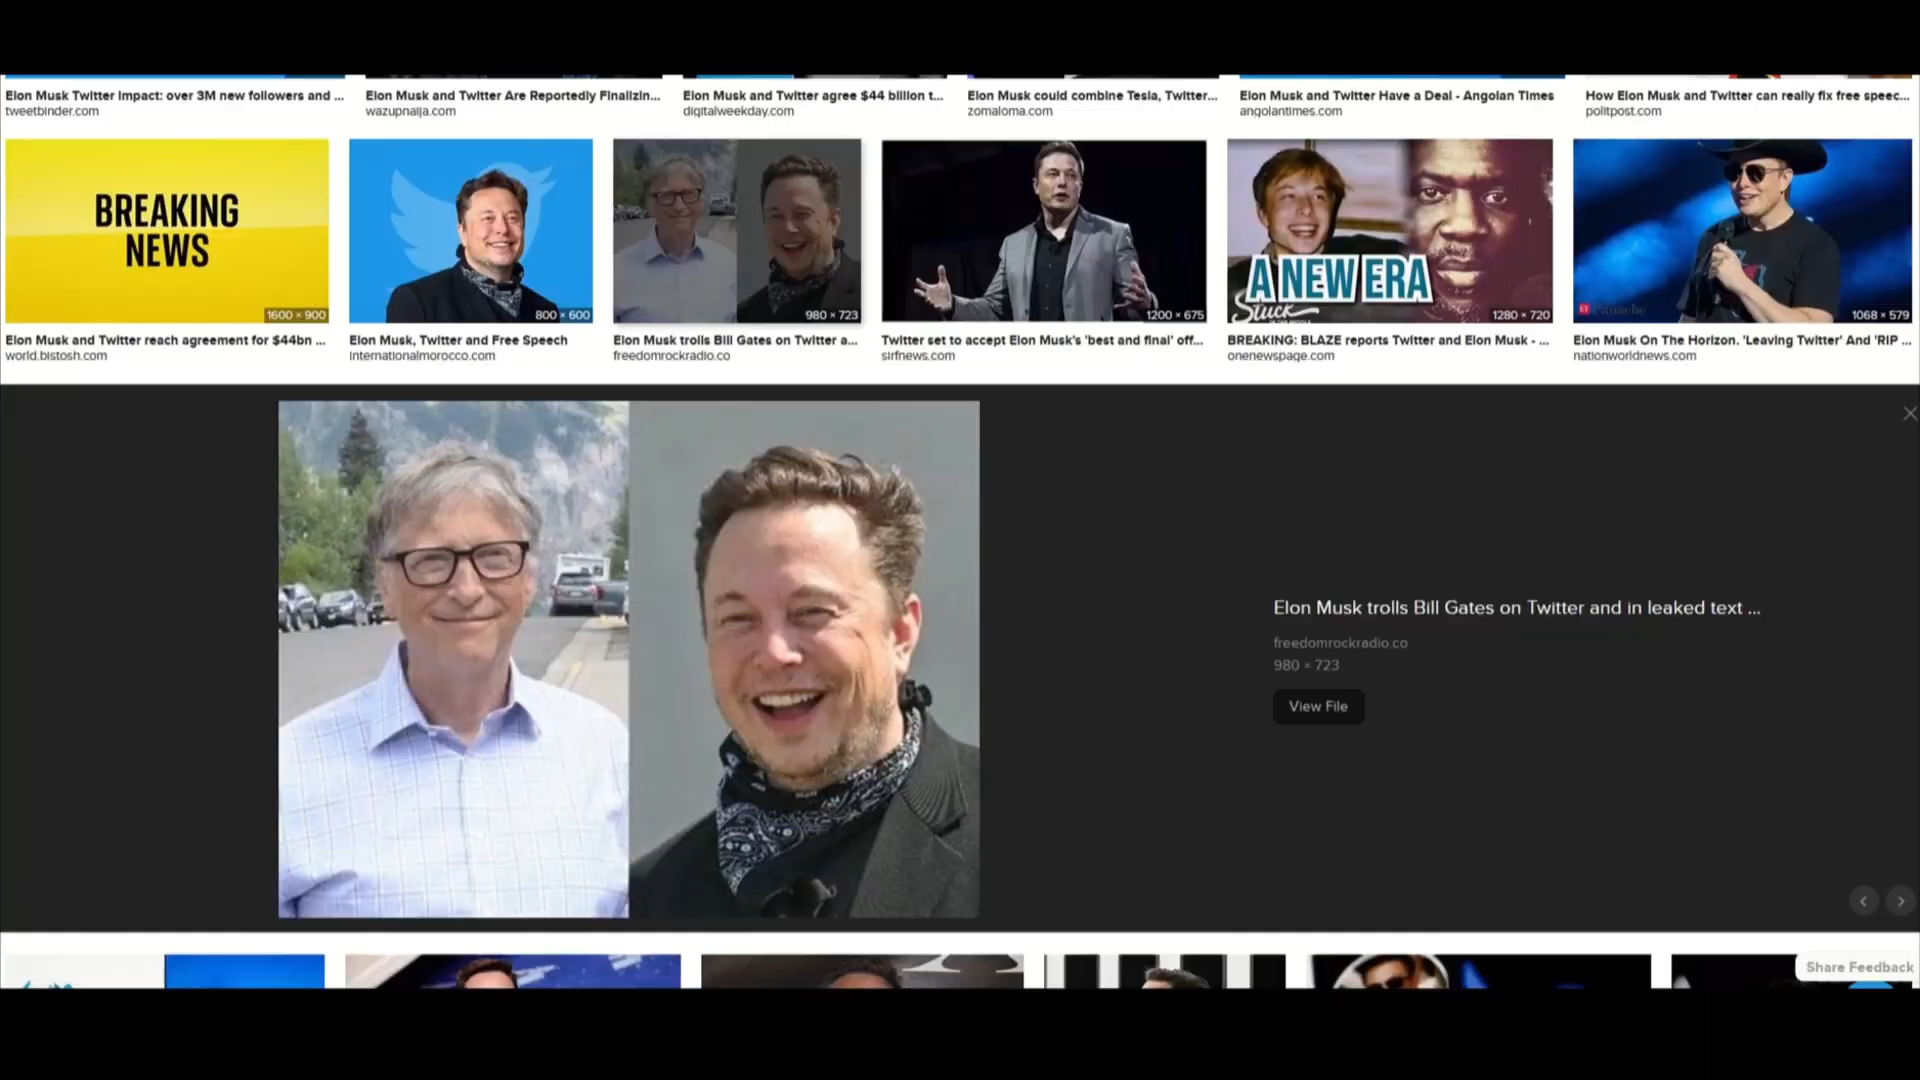 Elon Musk Twitter Impact: over 3M new followers and ...
tweetbinder.com
Elon Musk and Twitter Are Reportedly Finalizin...
wazupnaija.com
Elon Musk and Twitter agree $44 billion t...
digitalweekday.com
Elon Musk could combine Tesla, Twitter...
zomaloma.com
Elon Musk and Twitter Have a Deal - Angolan Times
angolantimes.com
How Elon Musk and Twitter can really fix free speec...
politpost.com
BREAKING
NEWS
1600 × 900
800 × 600
980 × 723
1200 × 675
A NEW ERA
Stuck
IN THE MIDDLE
1280 × 720
1068 × 579
Elon Musk and Twitter reach agreement for $44bn ...
world.bistosh.com
Elon Musk, Twitter and Free Speech
internationalmorocco.com
Elon Musk trolls Bill Gates on Twitter a...
freedomrockradio.co
Twitter set to accept Elon Musk's 'best and final' off...
sirfnews.com
BREAKING: BLAZE reports Twitter and Elon Musk - ...
onenewspage.com
Elon Musk On The Horizon. 'Leaving Twitter' And 'RIP ...
nationworldnews.com
Elon Musk trolls Bill Gates on Twitter and in leaked text ...
freedomrockradio.co
980 × 723
View File
Share Feedback